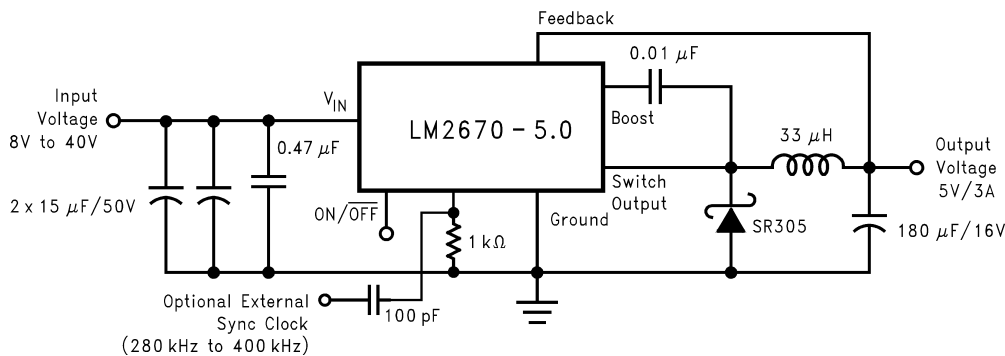 Feedback
0.01 μF
Input
Voltage
8V to 40V
VIN
LM2670 - 5.0
Boost
33 μH
Output
Voltage
5V/3A
0.47 μF
2 x 15 μF/50V
ON/OFF
Ground
Switch
Output
1 kΩ
SR305
180 μF/16V
Optional External
Sync Clock
(280 kHz to 400 kHz)
100 pF